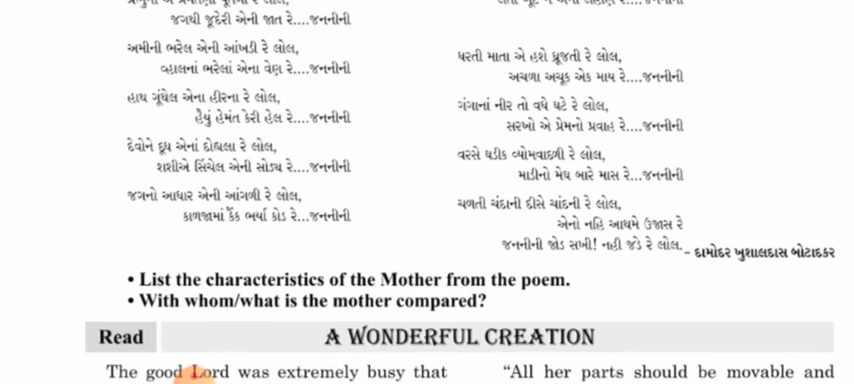 જગથી જૂદેરી એની જાત રે....જનનીની
અમીની ભરેલ એની આંખડી રે લોલ,
વ્હાલનાં ભરેલાં એના વેણ રે....જનનીની
હાથ ગૂંથેલ એના હીરના રે લોલ,
હૈયું હેમંત કેરી હેલ રે....જનનીની
દેવોને દૂધ એનાં દોહ્યલા રે લોલ,
શશીએ સિંચેલ એની સોડ્ય રે....જનનીની
જગનો આધાર એની આંગળી રે લોલ,
કાળજામાં કૈંક ભર્યા કોડ રે...જનનીની
ધરતી માતા એ હશે ધ્રૂજતી રે લોલ,
અચળા અચૂક એક માય રે....જનનીની
ગંગાનાં નીર તો વધે ઘટે રે લોલ,
સરખો એ પ્રેમનો પ્રવાહ રે....જનનીની
વરસે ઘડીક વ્યોમવાદળી રે લોલ,
માડીનો મેઘ બારે માસ રે...જનનીની
ચળતી ચંદાની દીસે ચાંદની રે લોલ,
એનો નહિ આથમે ઉજાસ રે
જનનીની જોડ સખી! નહી જડે રે લોલ.
- દામોદર ખુશાલદાસ બોટાદકર
• List the characteristics of the Mother from the poem.
• With whom/what is the mother compared?
Read
A WONDERFUL CREATION
The good Lord was extremely busy that
“All her parts should be movable and